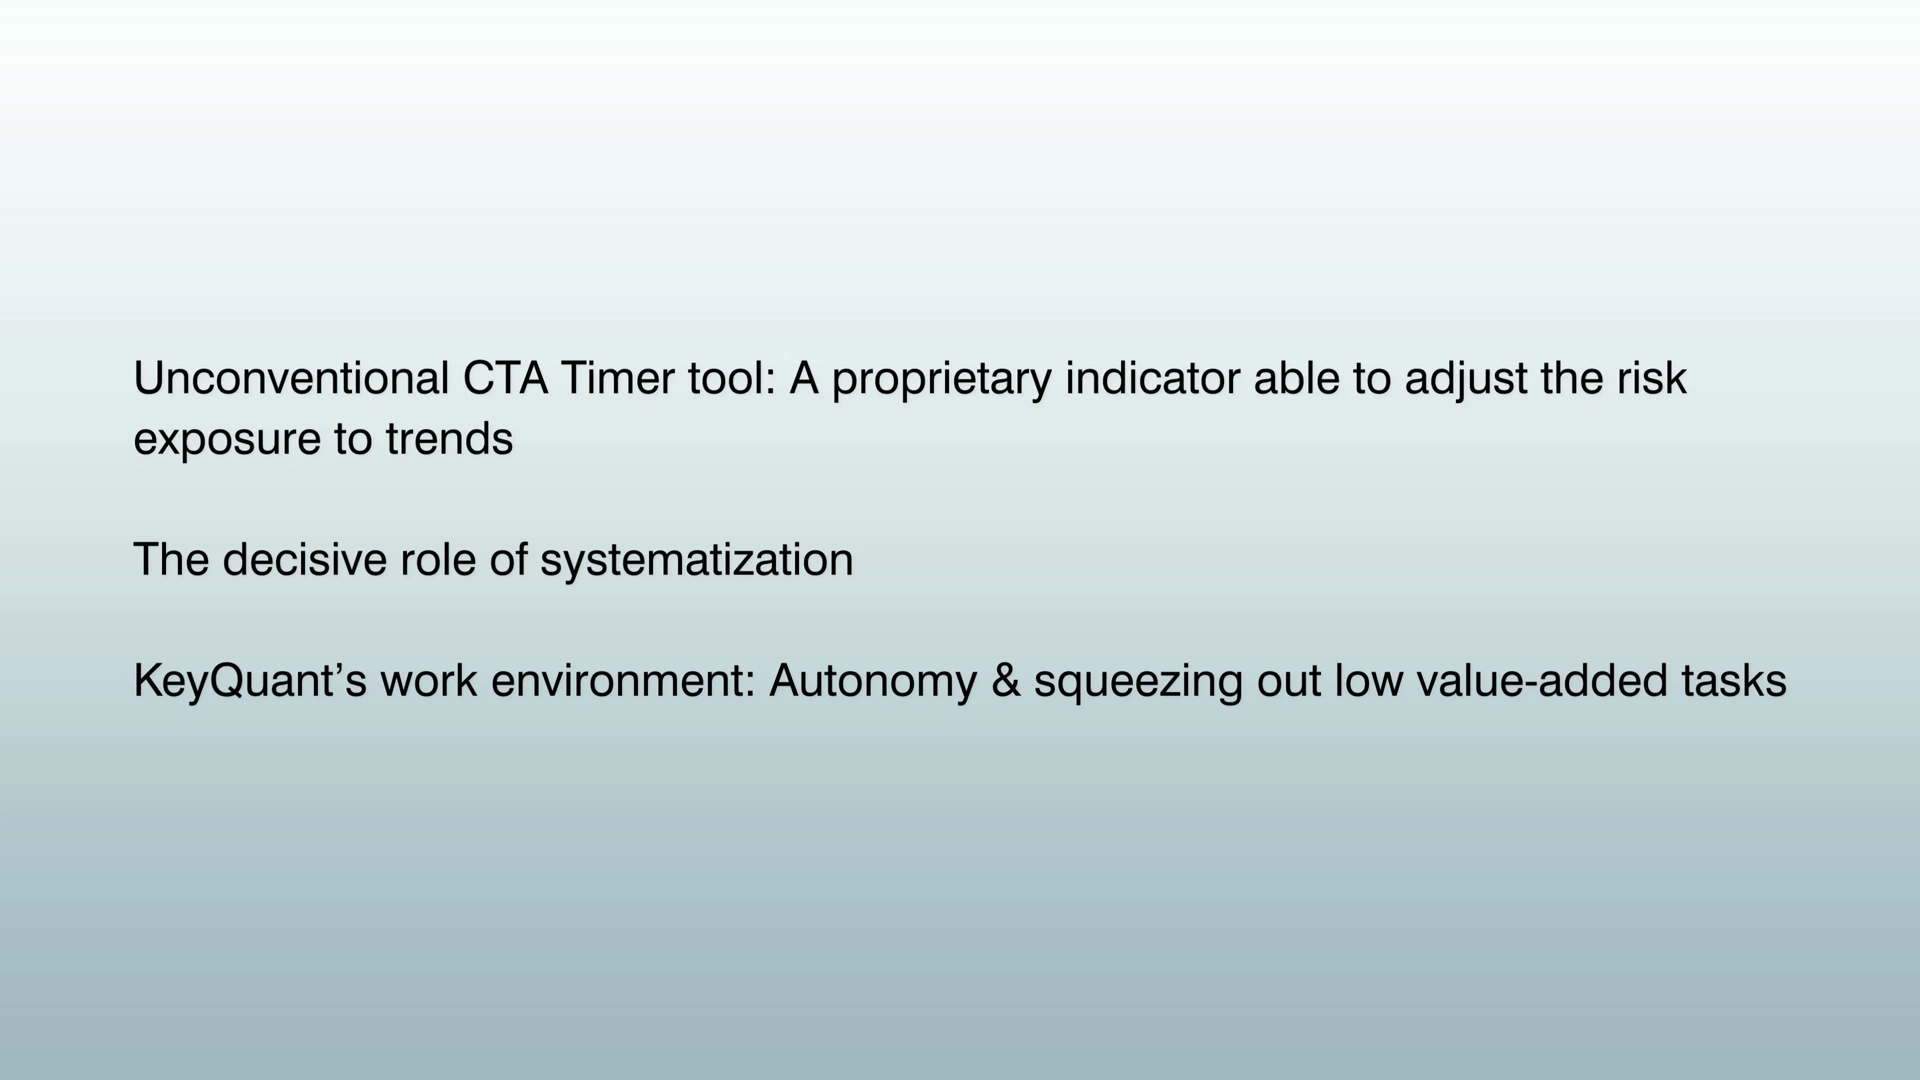 Unconventional CTA Timer tool: A proprietary indicator able to adjust the risk
exposure to trends
The decisive role of systematization
KeyQuant’s work environment: Autonomy & squeezing out low value-added tasks